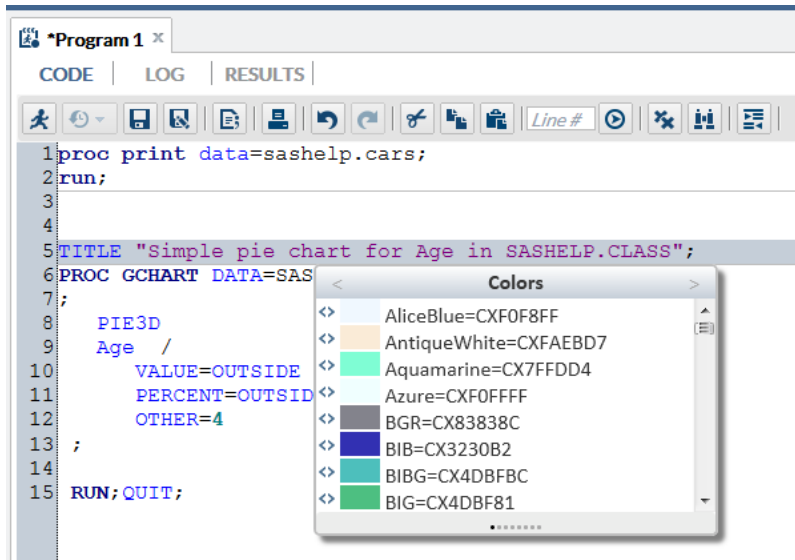 *Program 1 ×
CODE LOG RESULTS
Line #
1 proc print data=sashelp.cars;
2 run;
3
4
5 TITLE "Simple pie chart for Age in SASHELP.CLASS";
6 PROC GCHART DATA=SAS
7 ;
8 PIE3D
9 Age /
10 VALUE=OUTSIDE
11 PERCENT=OUTSID
12 OTHER=4
13 ;
14
15 RUN;QUIT;
< Colors >
<> AliceBlue=CXF0F8FF
<> AntiqueWhite=CXFAEBD7
<> Aquamarine=CX7FFDD4
<> Azure=CXF0FFFF
<> BGR=CX83838C
<> BIB=CX3230B2
<> BIBG=CX4DBFBC
<> BIG=CX4DBF81